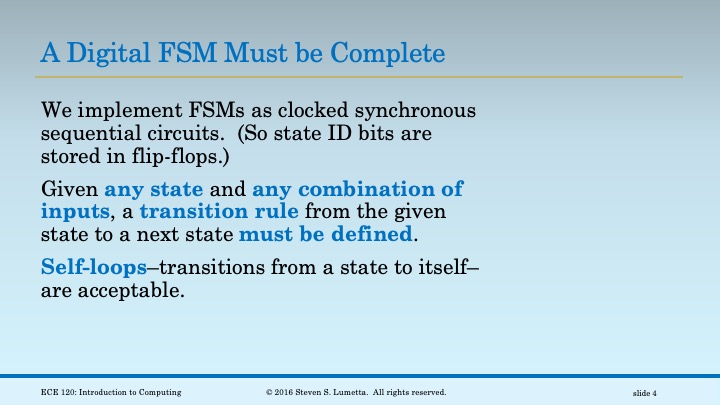 A Digital FSM Must be Complete
We implement FSMs as clocked synchronous
sequential circuits.  (So state ID bits are
stored in flip-flops.)
Given any state and any combination of
inputs, a transition rule from the given
state to a next state must be defined.
Self-loops–transitions from a state to itself–
are acceptable.
ECE 120: Introduction to Computing
© 2016 Steven S. Lumetta.  All rights reserved.
slide 4